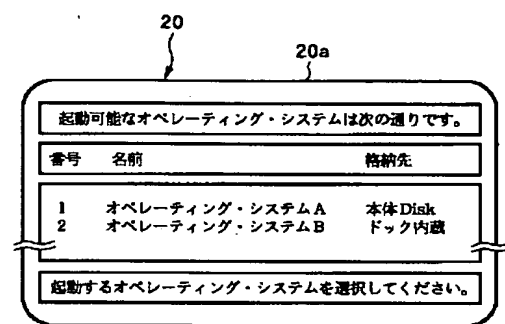 20
20a
起動可能なオペレーティング・システムは次の通りです。
番号 名前 格納先
1 オペレーティング・システムA 本体Disk
2 オペレーティング・システムB ドック内蔵
起動するオペレーティング・システムを選択してください。